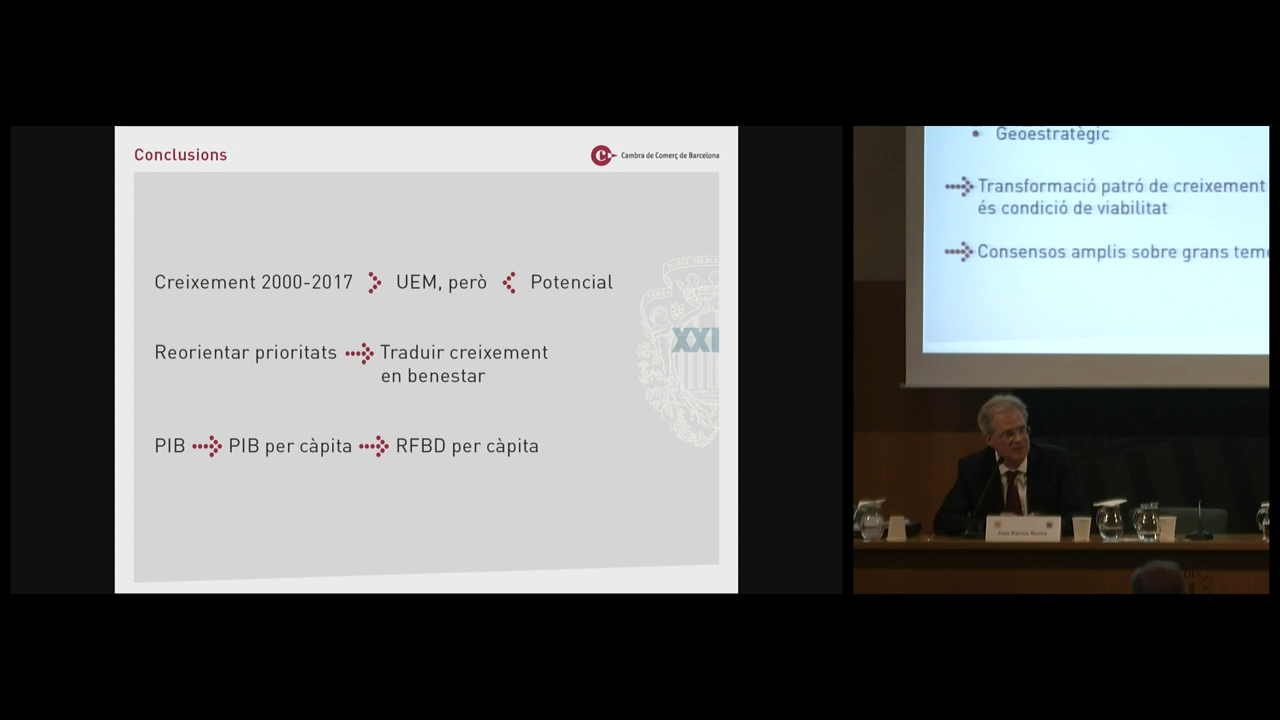 Conclusions
Cambra de Comerç de Barcelona
Creixement 2000-2017 > UEM, però < Potencial
Reorientar prioritats Traduir creixement
en benestar
PIB PIB per càpita RFBD per càpita
XXI
• Geoestratègic
Transformació patró de creixement
és condició de viabilitat
Consensos amplis sobre grans tem